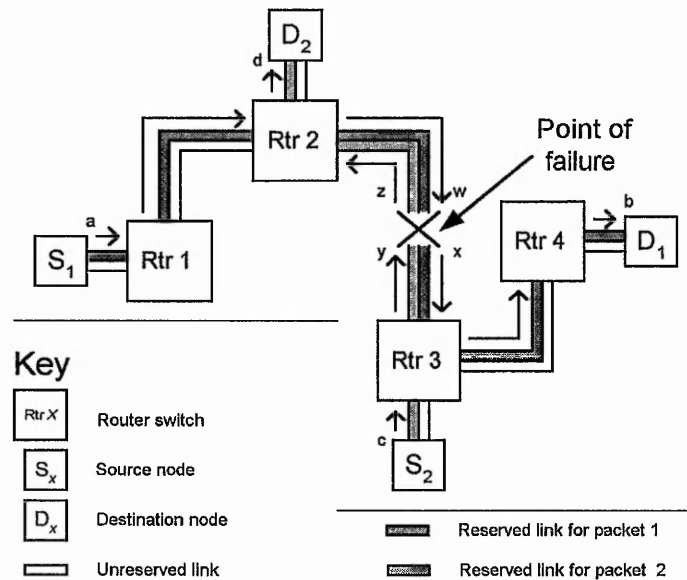 D2
d
Rtr 2
Point of
failure
z
w
a
b
S1
Rtr 1
Rtr 4
D1
y
x
Rtr 3
c
S2
Key
Rtr X
Router switch
Sx
Source node
Dx
Destination node
Unreserved link
Reserved link for packet 1
Reserved link for packet 2